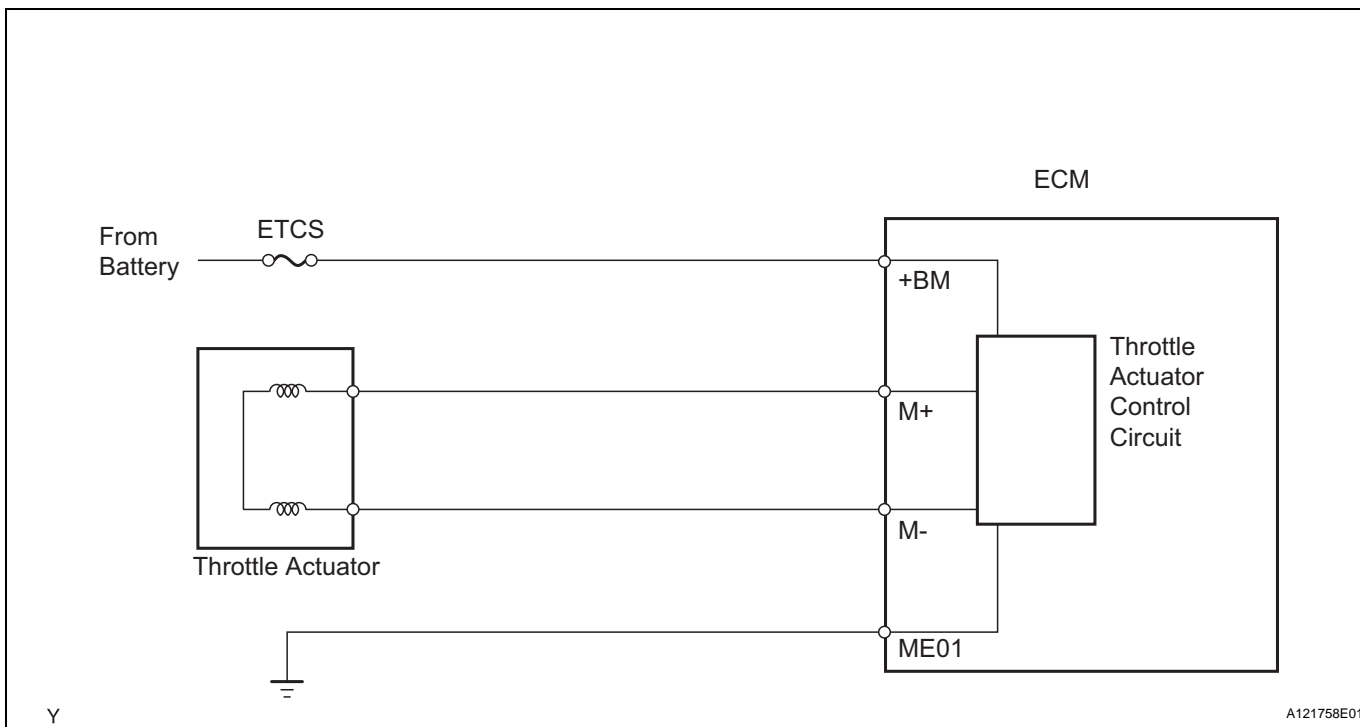 ECM
From
Battery
ETCS
+BM
Throttle
Actuator
Control
Circuit
M+
M-
Throttle Actuator
ME01
Y
A121758E01